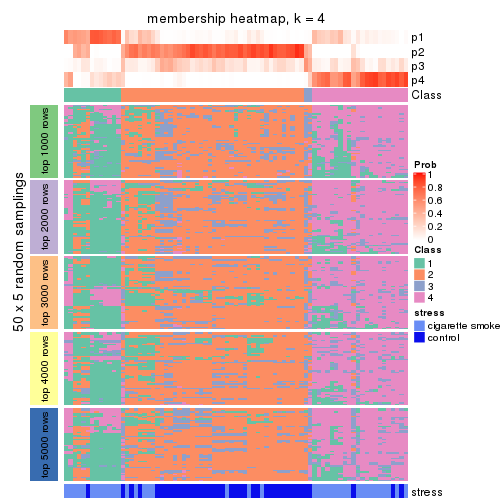 membership heatmap, k = 4
p1
p2
p3
p4
Class
50 x 5 random samplings
top 1000 rows
top 2000 rows
top 3000 rows
top 4000 rows
top 5000 rows
stress
Prob
1
0.8
0.6
0.4
0.2
0
Class
1
2
3
4
stress
cigarette smoke
control